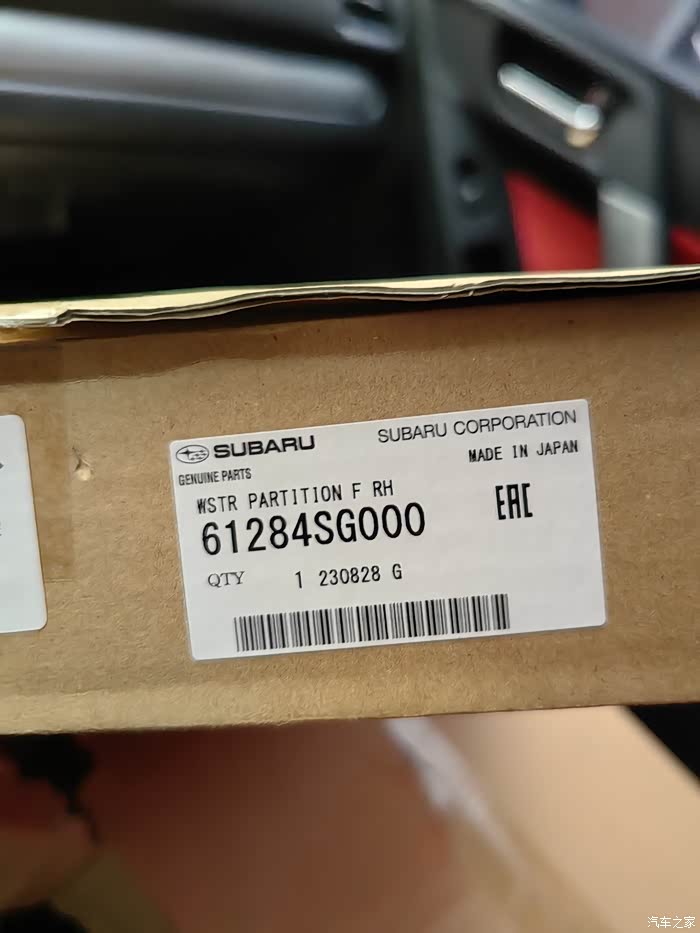 SUBARU
SUBARU CORPORATION
GENUINE PARTS
MADE IN JAPAN
WSTR PARTITION F RH
EAC
61284SG000
QTY 1 230828 G
汽车之家